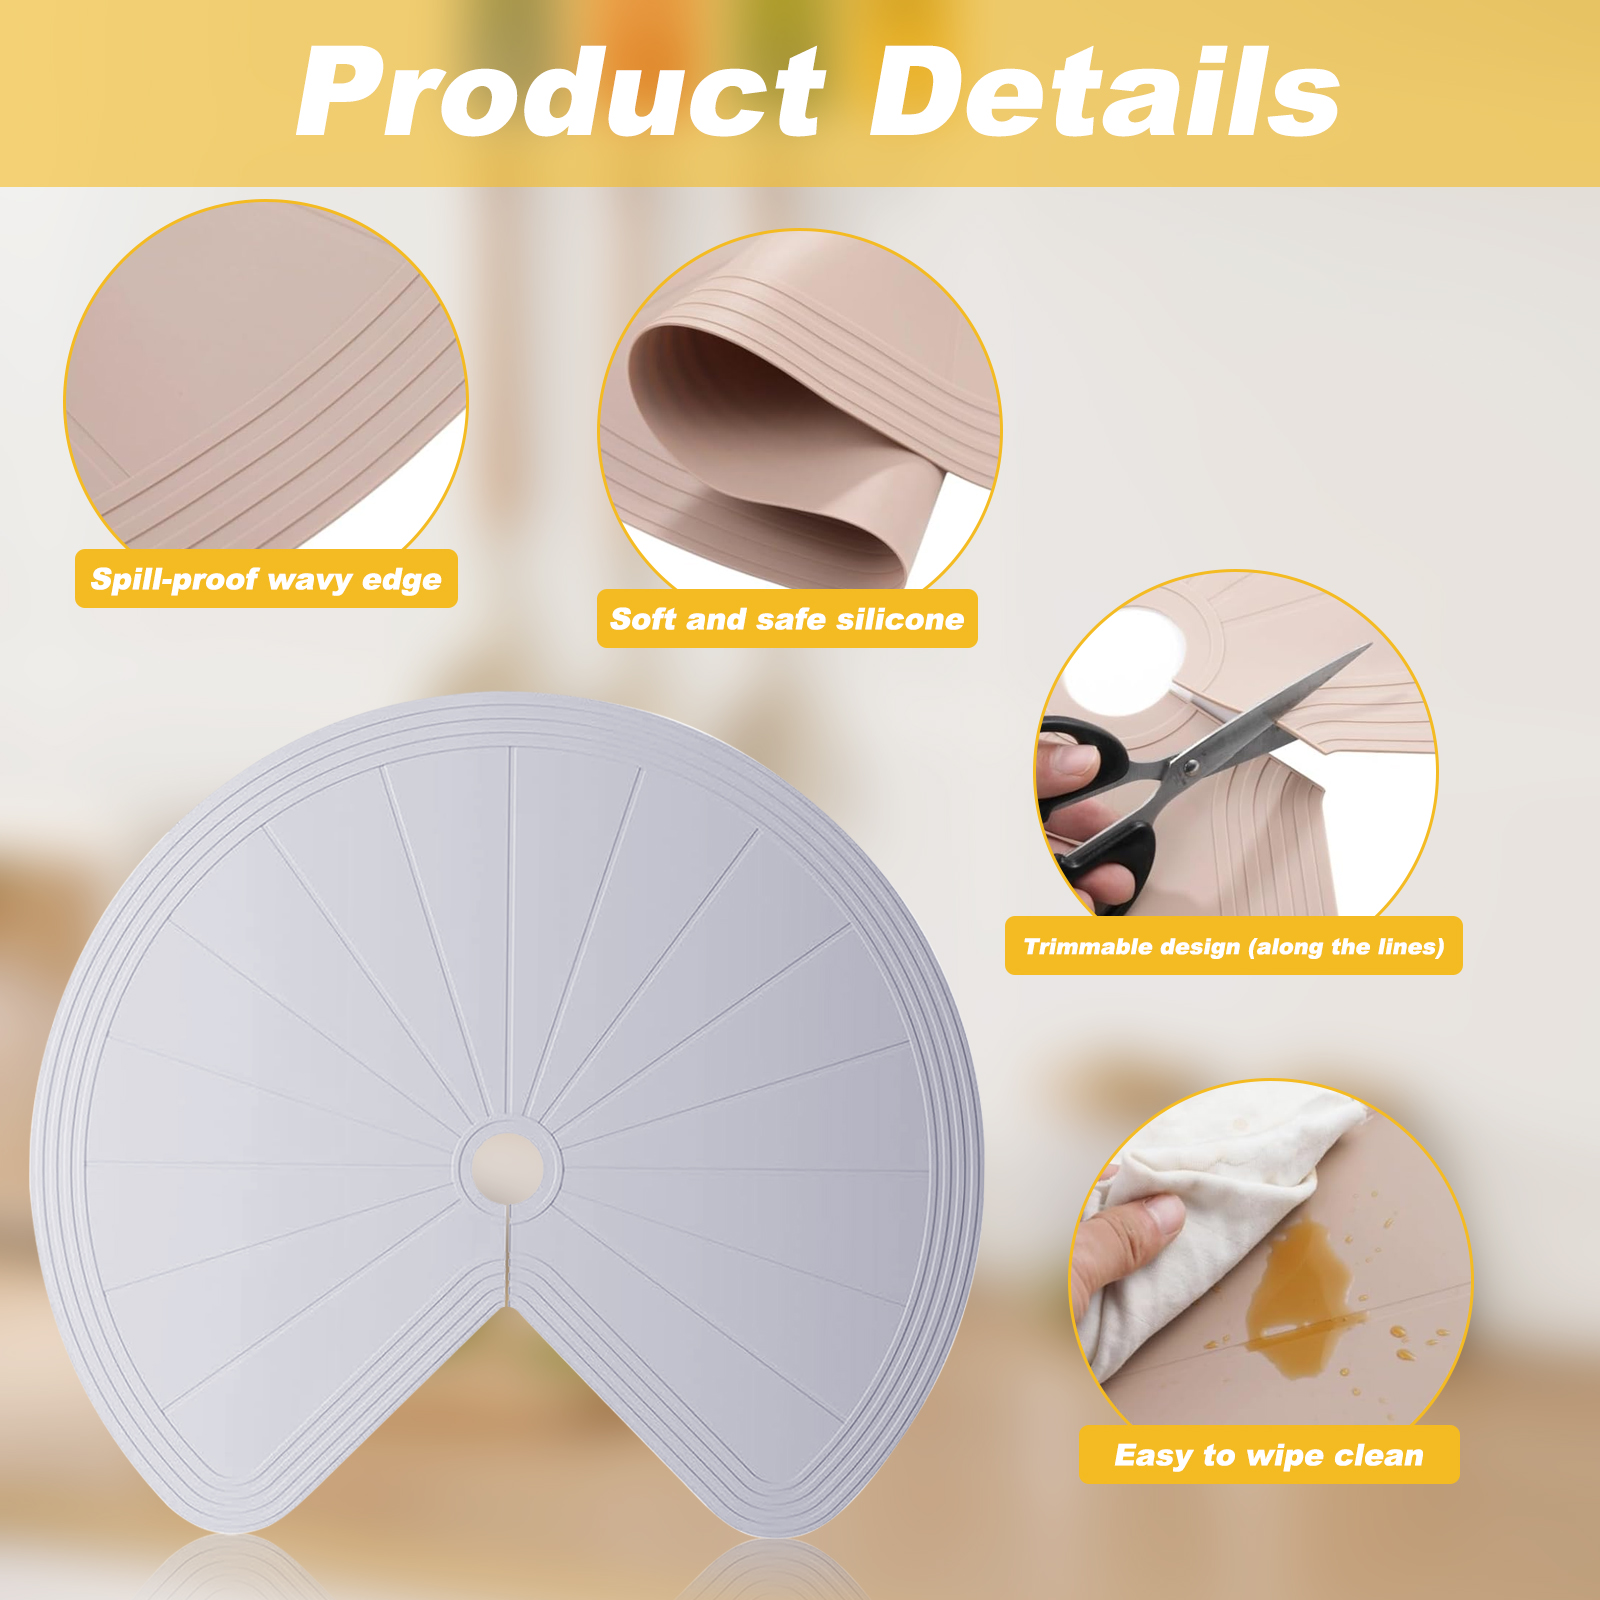 Product Details
Spill-proof wavy edge
Soft and safe silicone
Trimmable design (along the lines)
Easy to wipe clean